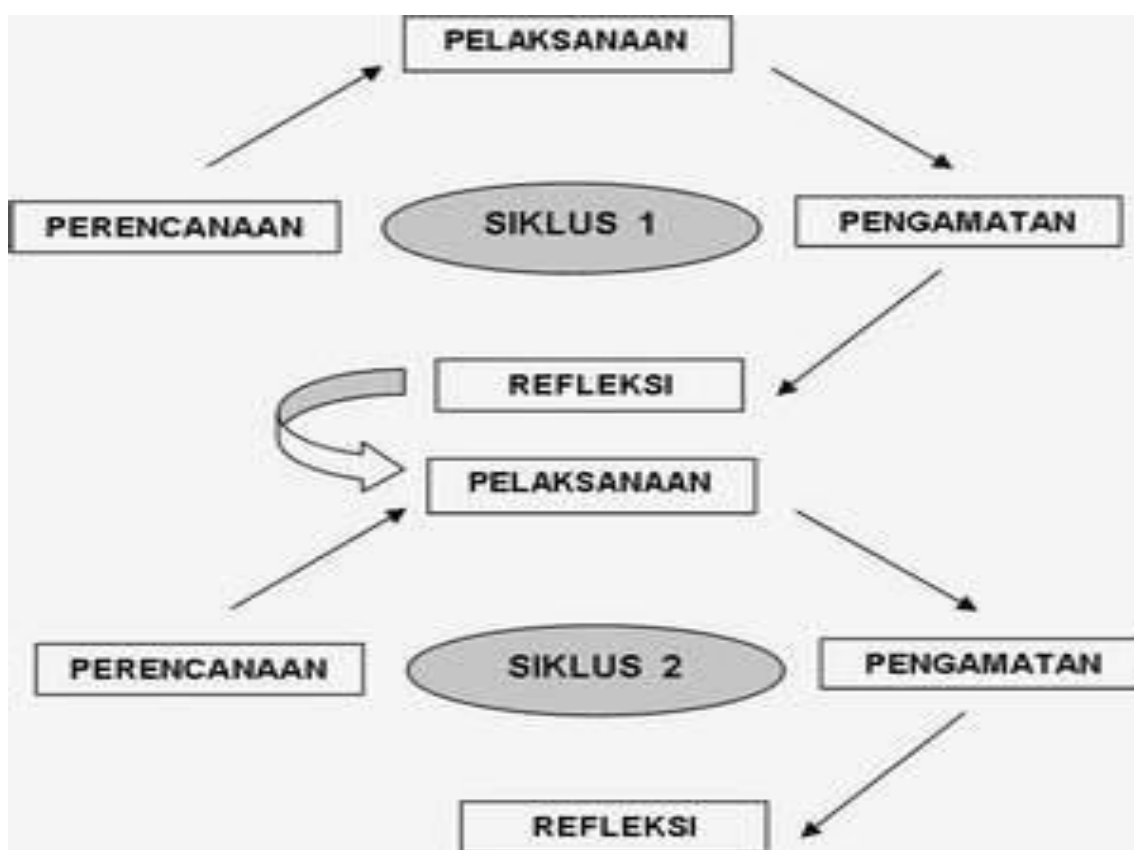 PELAKSANAAN
PERENCANAAN
SIKLUS 1
PENGAMATAN
REFLEKSI
PELAKSANAAN
PERENCANAAN
SIKLUS 2
PENGAMATAN
REFLEKSI